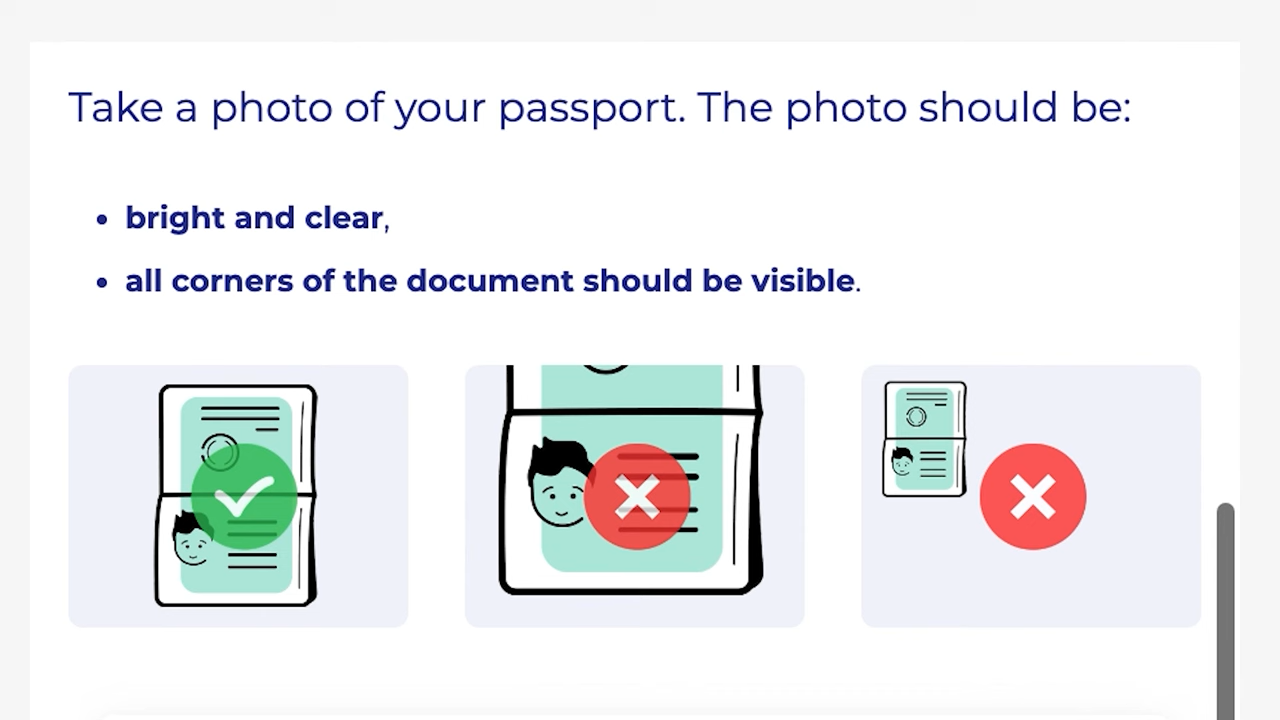 Take a photo of your passport. The photo should be:
bright and clear,
all corners of the document should be visible.